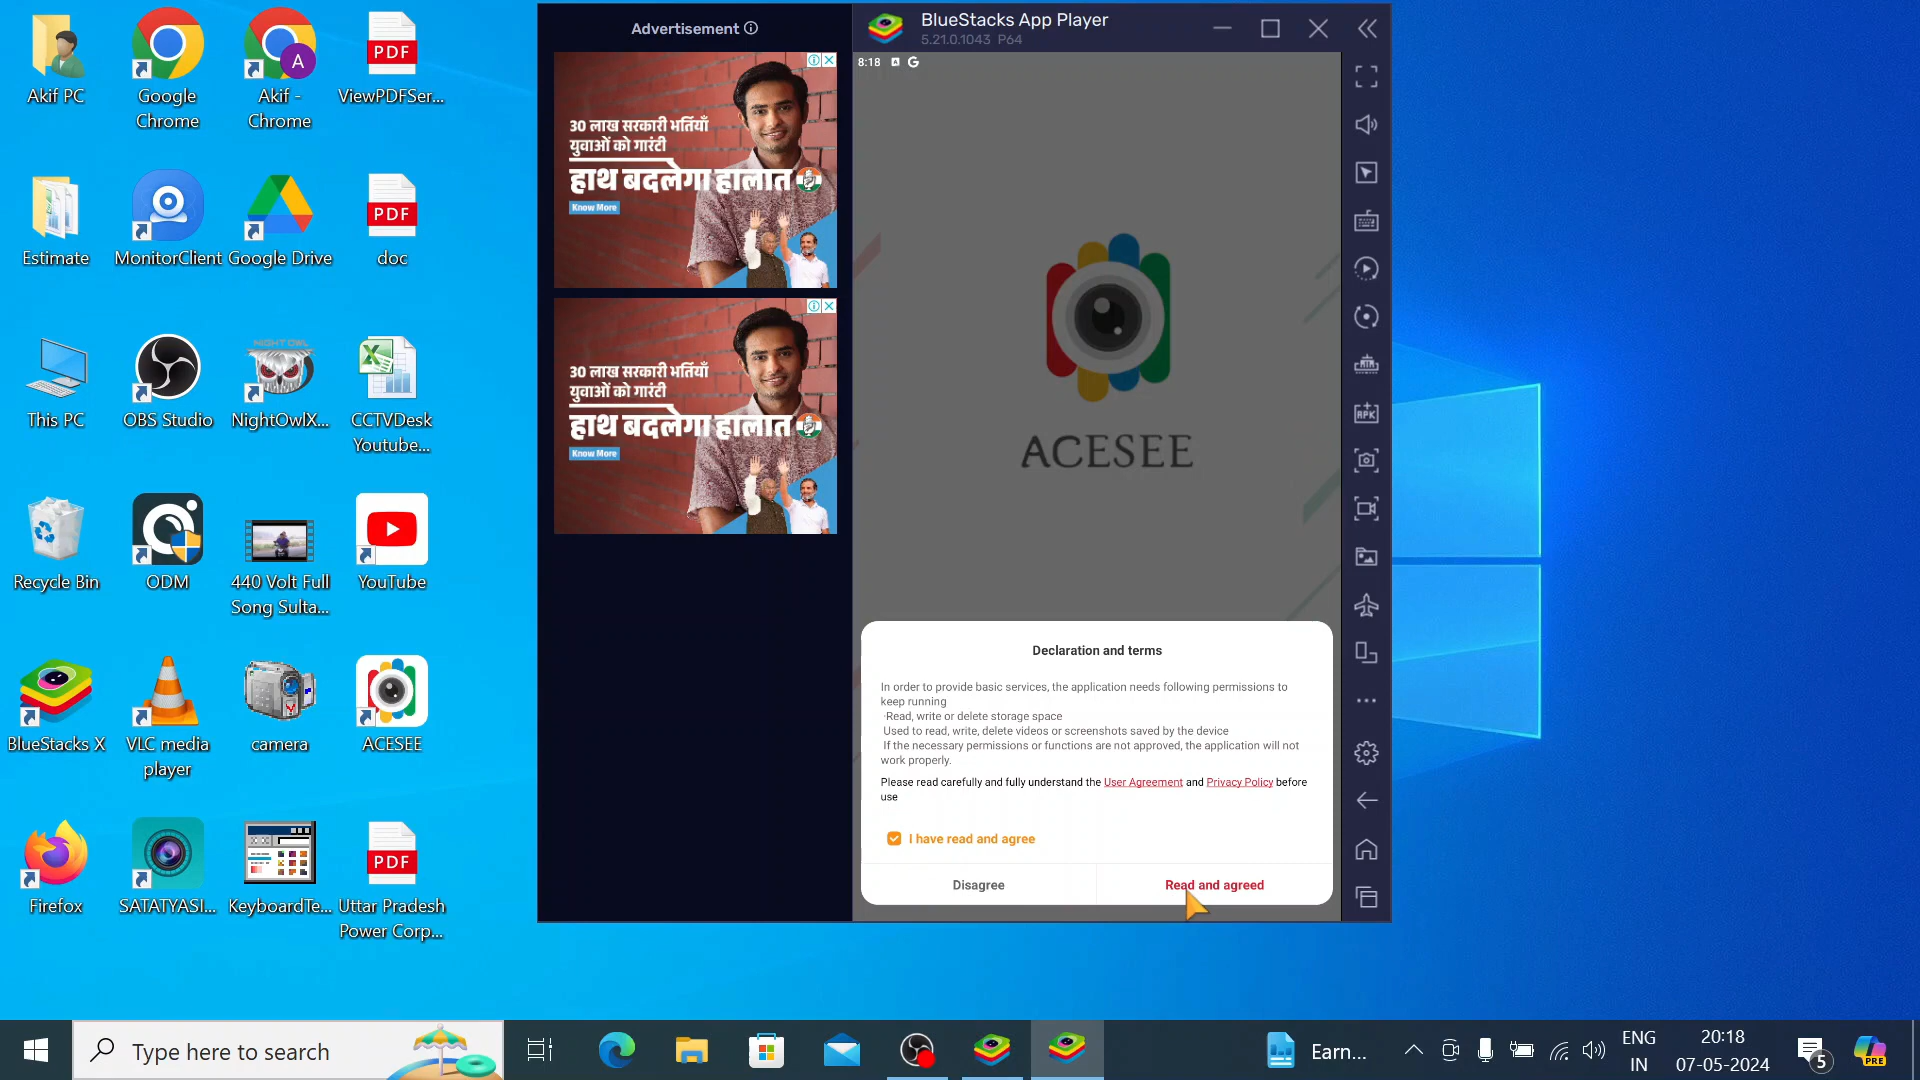 Akif PC
Google
Chrome
Akif -
Chrome
A
PDF
ViewPDFSer...
Estimate
MonitorClient
Google Drive
PDF
doc
This PC
OBS Studio
NIGHT OWL
NightOwlX...
CCTVDesk
Youtube...
Recycle Bin
ODM
440 Volt Full
Song Sulta...
YouTube
BlueStacks X
VLC media
player
camera
ACESEE
Firefox
SATATYASI...
KeyboardTe...
PDF
Uttar Pradesh
Power Corp...
Advertisement
30 लाख सरकारी भर्तियाँ
युवाओं को गारंटी
हाथ बदलेगा हालात
Know More
30 लाख सरकारी भर्तियाँ
युवाओं को गारंटी
हाथ बदलेगा हालात
Know More
BlueStacks App Player
5.21.0.1043 P64
8:18
ACESEE
Declaration and terms
In order to provide basic services, the application needs following permissions to
keep running
·Read, write or delete storage space
Used to read, write, delete videos or screenshots saved by the device
If the necessary permissions or functions are not approved, the application will not
work properly.
Please read carefully and fully understand the User Agreement and Privacy Policy before
use
I have read and agree
Disagree
Read and agreed
APK
Type here to search
Earn...
ENG
IN
20:18
07-05-2024
5
PRE